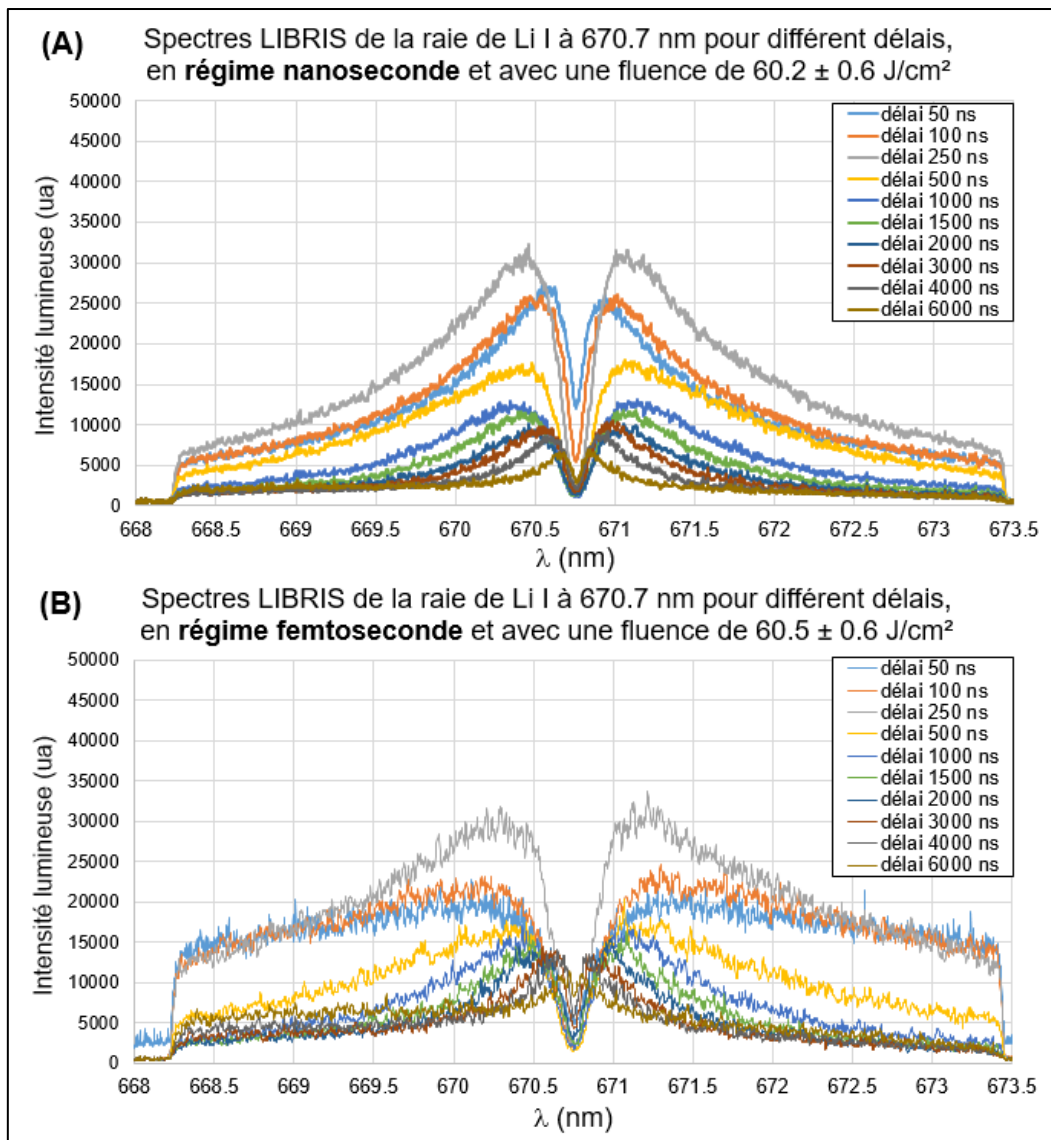 (A) Spectres LIBRIS de la raie de Li I à 670.7 nm pour différent délais,
en régime nanoseconde et avec une fluence de 60.2 ± 0.6 J/cm²
Intensité lumineuse (ua)
50000
45000
40000
35000
30000
25000
20000
15000
10000
5000
0
délai 50 ns
délai 100 ns
délai 250 ns
délai 500 ns
délai 1000 ns
délai 1500 ns
délai 2000 ns
délai 3000 ns
délai 4000 ns
délai 6000 ns
668 668.5 669 669.5 670 670.5 671 671.5 672 672.5 673 673.5
λ (nm)
(B) Spectres LIBRIS de la raie de Li I à 670.7 nm pour différent délais,
en régime femtoseconde et avec une fluence de 60.5 ± 0.6 J/cm²
Intensité lumineuse (ua)
50000
45000
40000
35000
30000
25000
20000
15000
10000
5000
0
délai 50 ns
délai 100 ns
délai 250 ns
délai 500 ns
délai 1000 ns
délai 1500 ns
délai 2000 ns
délai 3000 ns
délai 4000 ns
délai 6000 ns
668 668.5 669 669.5 670 670.5 671 671.5 672 672.5 673 673.5
λ (nm)